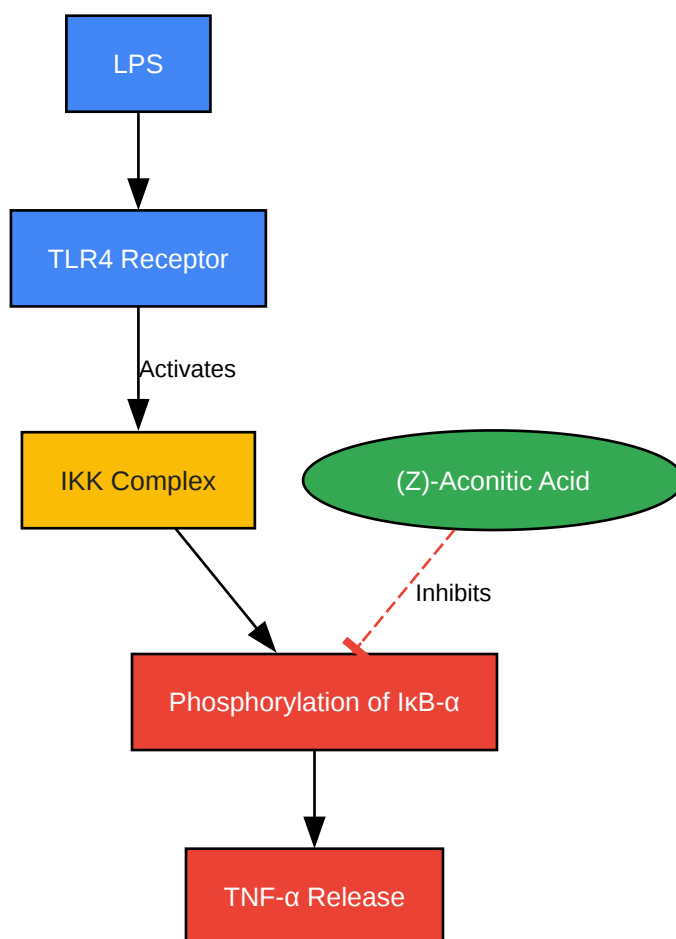 LPS
TLR4 Receptor
Activates
IKK Complex
(Z)-Aconitic Acid
Inhibits
Phosphorylation of IκB-α
TNF-α Release